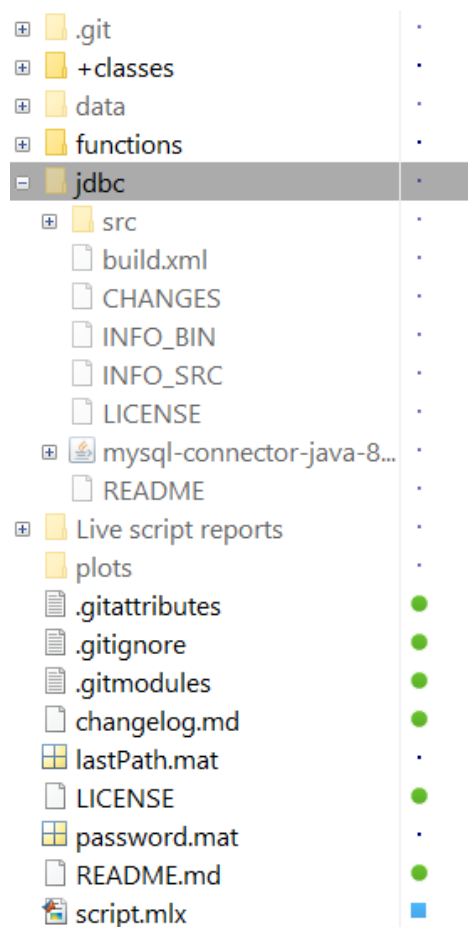 .git
+classes
data
functions
jdbc
src
build.xml
CHANGES
INFO_BIN
INFO_SRC
LICENSE
mysql-connector-java-8...
README
Live script reports
plots
.gitattributes
.gitignore
.gitmodules
changelog.md
lastPath.mat
LICENSE
password.mat
README.md
script.mlx